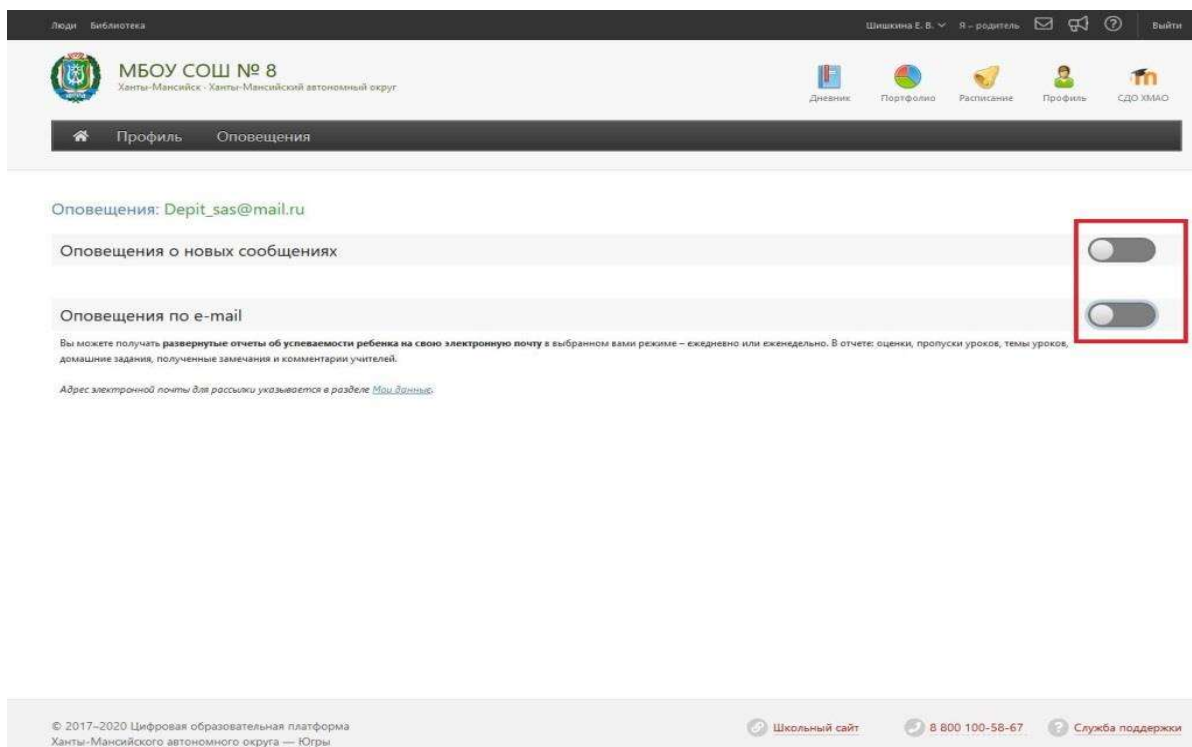 Люди Библиотека
Шишкина Е. В. Я – родитель Выйти
МБОУ СОШ № 8
Ханты-Мансийск - Ханты-Мансийский автономный округ
Дневник Портфолио Расписание Профиль СДО ХМАО
Профиль Оповещения
Оповещения: Depit_sas@mail.ru
Оповещения о новых сообщениях
Оповещения по e-mail
Вы можете получать развернутые отчеты об успеваемости ребенка на свою электронную почту в выбранном вами режиме – ежедневно или еженедельно. В отчете: оценки, пропуски уроков, темы уроков,
домашние задания, полученные замечания и комментарии учителей.
Адрес электронной почты для рассылки указывается в разделе Мои данные.
© 2017–2020 Цифровая образовательная платформа
Ханты-Мансийского автономного округа — Югры
Школьный сайт 8 800 100-58-67 Служба поддержки